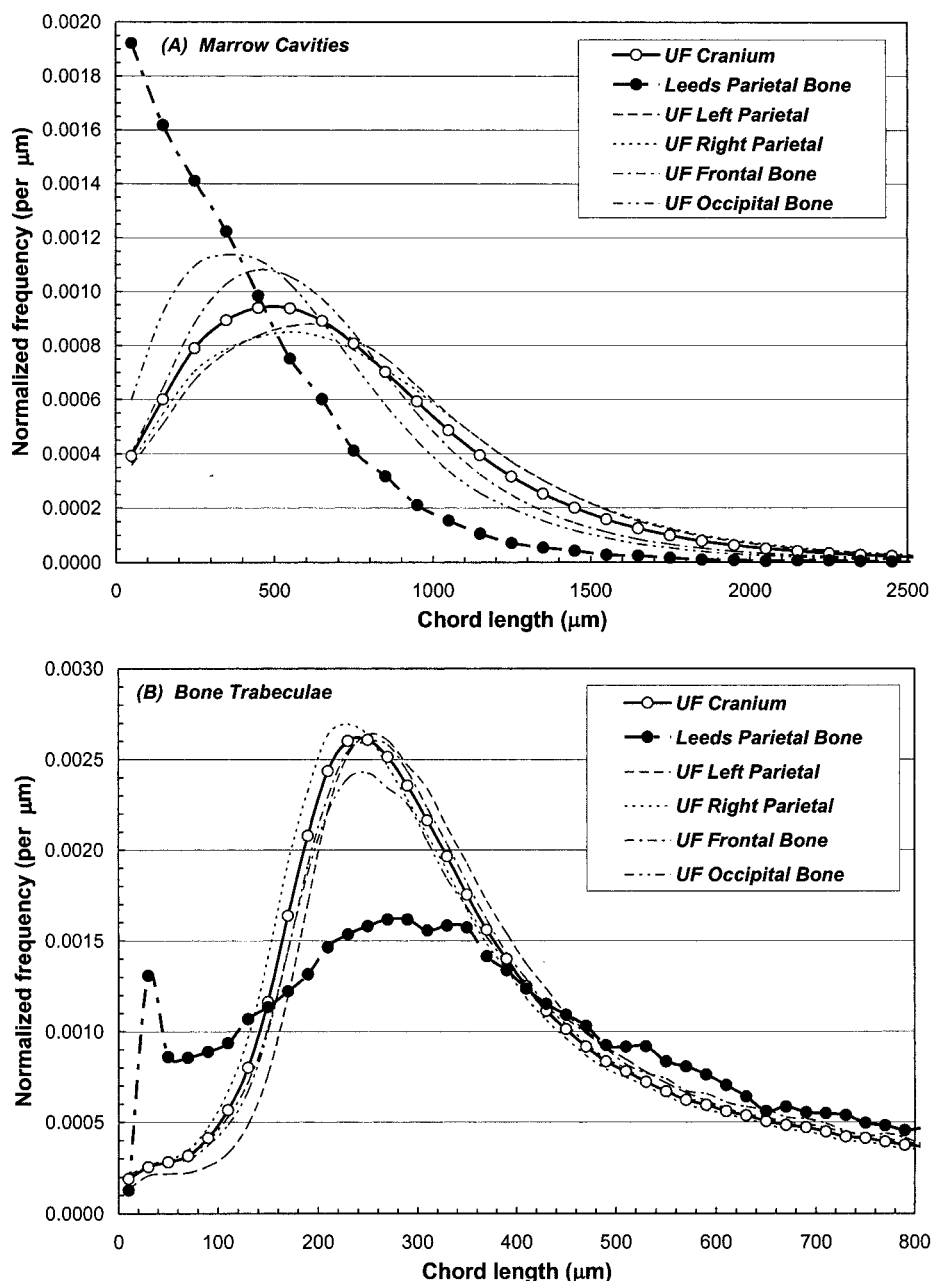 (A) Marrow Cavities
Normalized frequency (per μm)
0.0020
0.0018
0.0016
0.0014
0.0012
0.0010
0.0008
0.0006
0.0004
0.0002
0.0000
UF Cranium
Leeds Parietal Bone
UF Left Parietal
UF Right Parietal
UF Frontal Bone
UF Occipital Bone
0 500 1000 1500 2000 2500
Chord length (μm)
(B) Bone Trabeculae
Normalized frequency (per μm)
0.0030
0.0025
0.0020
0.0015
0.0010
0.0005
0.0000
UF Cranium
Leeds Parietal Bone
UF Left Parietal
UF Right Parietal
UF Frontal Bone
UF Occipital Bone
0 100 200 300 400 500 600 700 800
Chord length (μm)